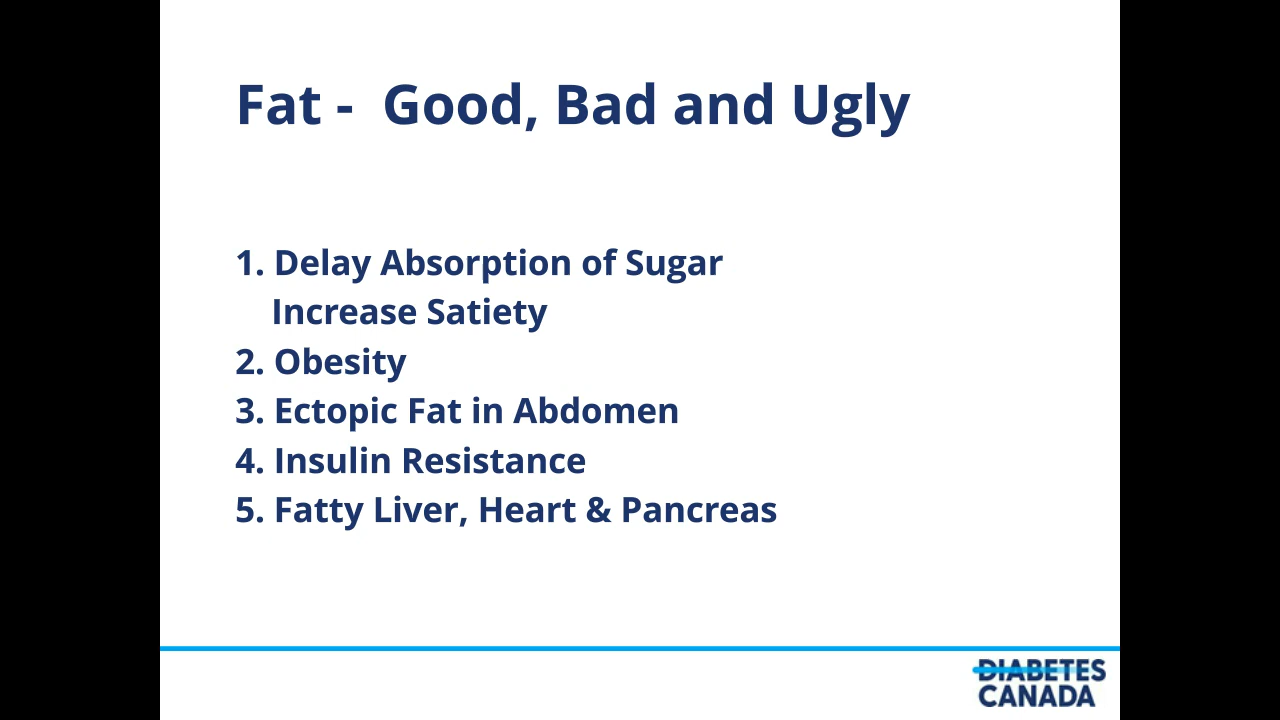 Fat -  Good, Bad and Ugly
1. Delay Absorption of Sugar
Increase Satiety
2. Obesity
3. Ectopic Fat in Abdomen
4. Insulin Resistance
5. Fatty Liver, Heart & Pancreas
DIABETES
CANADA